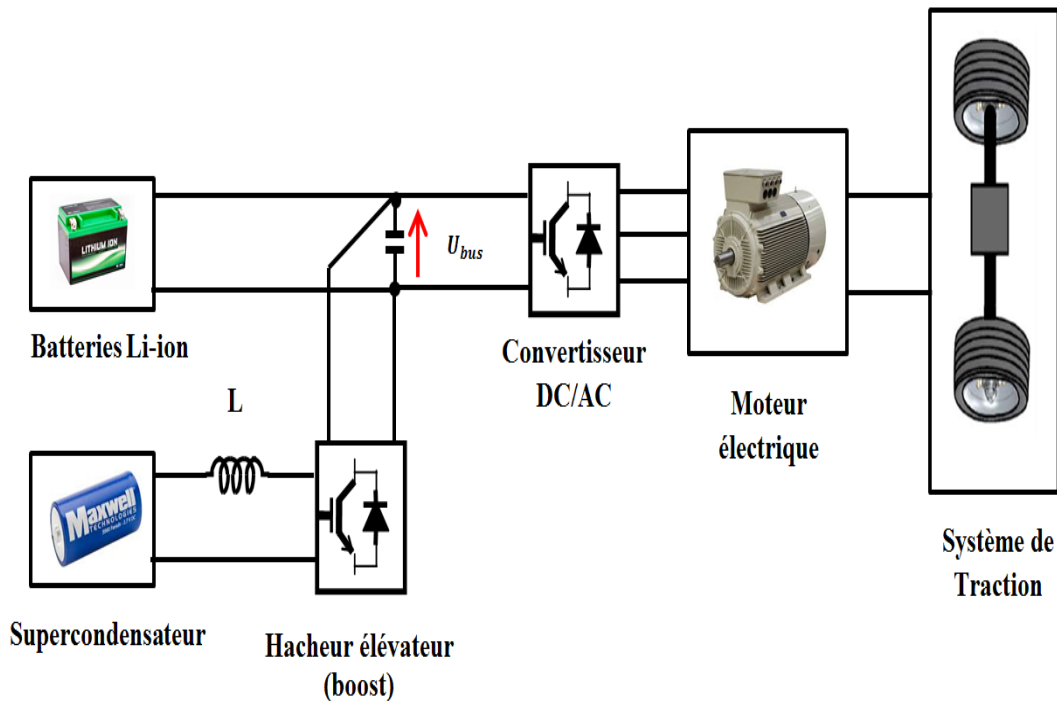 LITHIUM ION
U_bus
Batteries Li-ion
Convertisseur
DC/AC
Moteur
électrique
L
Maxwell
TECHNOLOGIES
Supercondensateur
Hacheur élévateur
(boost)
Système de
Traction